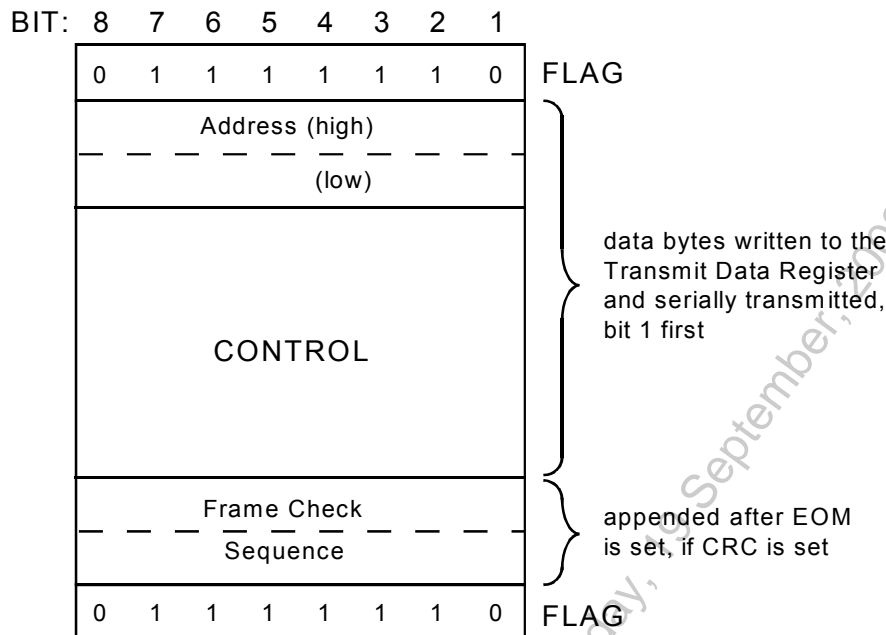 BIT: 8 7 6 5 4 3 2 1
0 1 1 1 1 1 1 0 FLAG
Address (high)
(low)
data bytes written to the
Transmit Data Register
and serially transmitted,
bit 1 first
CONTROL
Frame Check
Sequence
appended after EOM
is set, if CRC is set
0 1 1 1 1 1 1 0 FLAG
19 September,